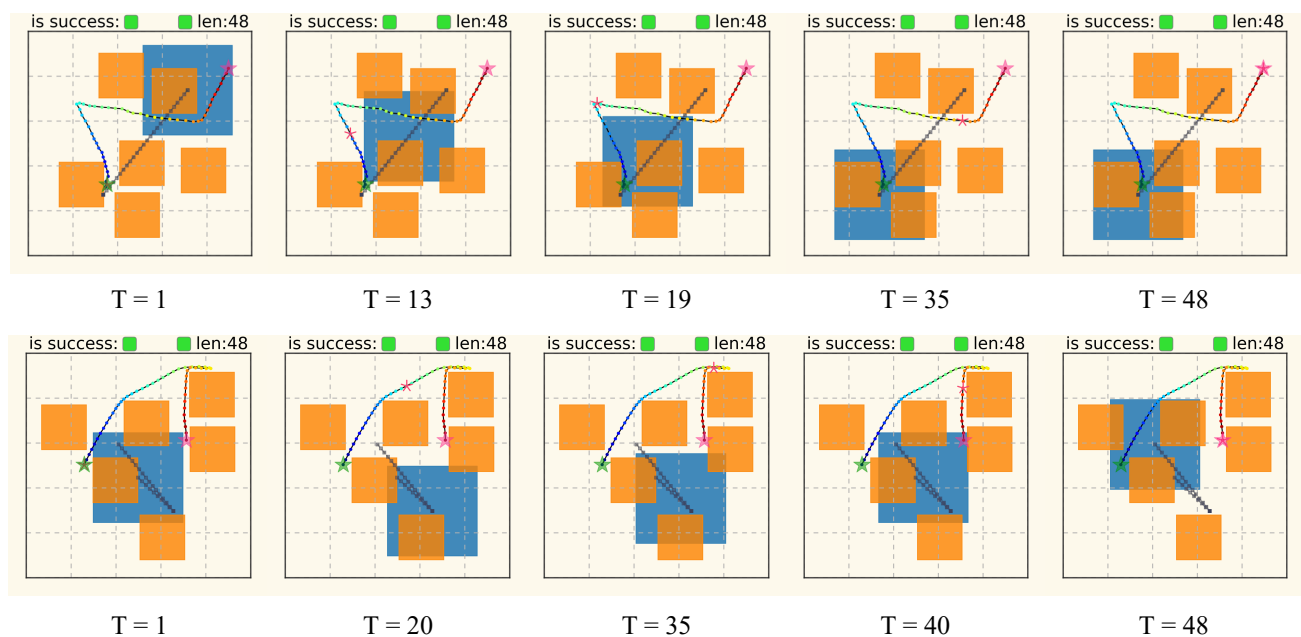 is success: len:48 is success: len:48 is success: len:48 is success: len:48 is success: len:48
T = 1 T = 13 T = 19 T = 35 T = 48
is success: len:48 is success: len:48 is success: len:48 is success: len:48 is success: len:48
T = 1 T = 20 T = 35 T = 40 T = 48